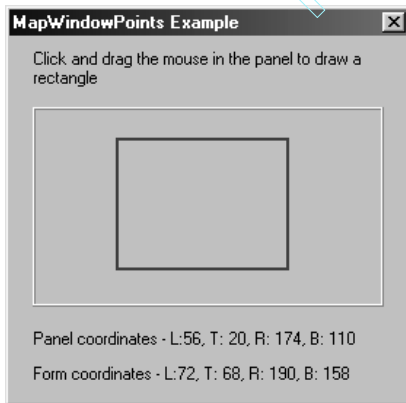 MapWindowPoints Example
Click and drag the mouse in the panel to draw a
rectangle
Panel coordinates - L:56, T: 20, R: 174, B: 110
Form coordinates - L:72, T: 68, R: 190, B: 158